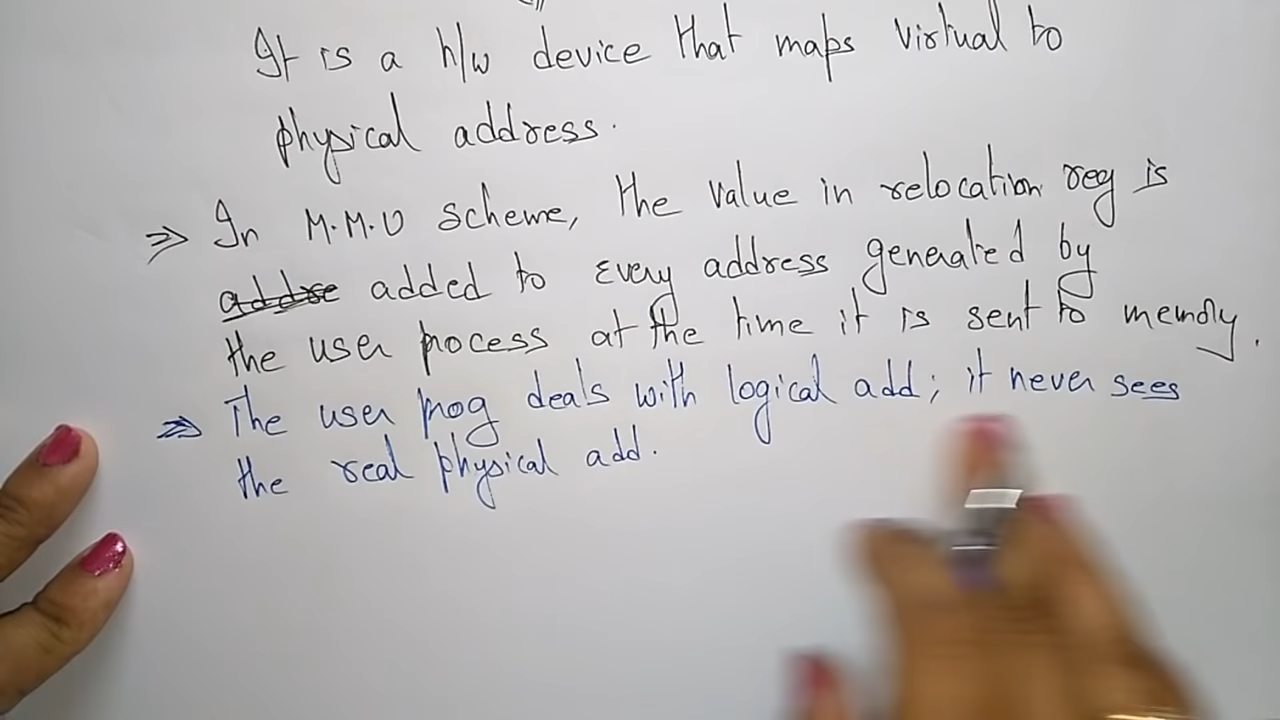 It is a h/w device that maps virtual to
physical address.
⇒ In M.M.U scheme, the value in relocation reg is
added to every address generated by
the user process at the time it is sent to memory.
⇒ The user prog deals with logical add; it never sees
the real physical add.